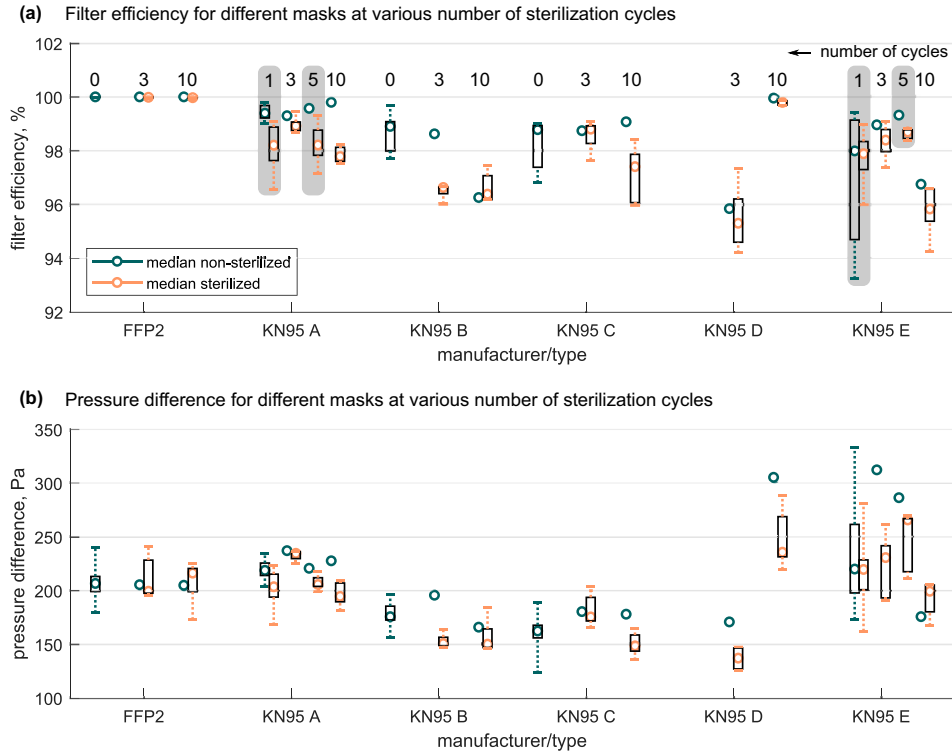 (a) Filter efficiency for different masks at various number of sterilization cycles
102
number of cycles
0 3 10 1 3 5 10 0 3 10 0 3 10 3 10 1 3 5 10
100
98
96
94
92
filter efficiency, %
median non-sterilized
median sterilized
FFP2 KN95 A KN95 B KN95 C KN95 D KN95 E
manufacturer/type
(b) Pressure difference for different masks at various number of sterilization cycles
350
300
250
200
150
100
pressure difference, Pa
FFP2 KN95 A KN95 B KN95 C KN95 D KN95 E
manufacturer/type